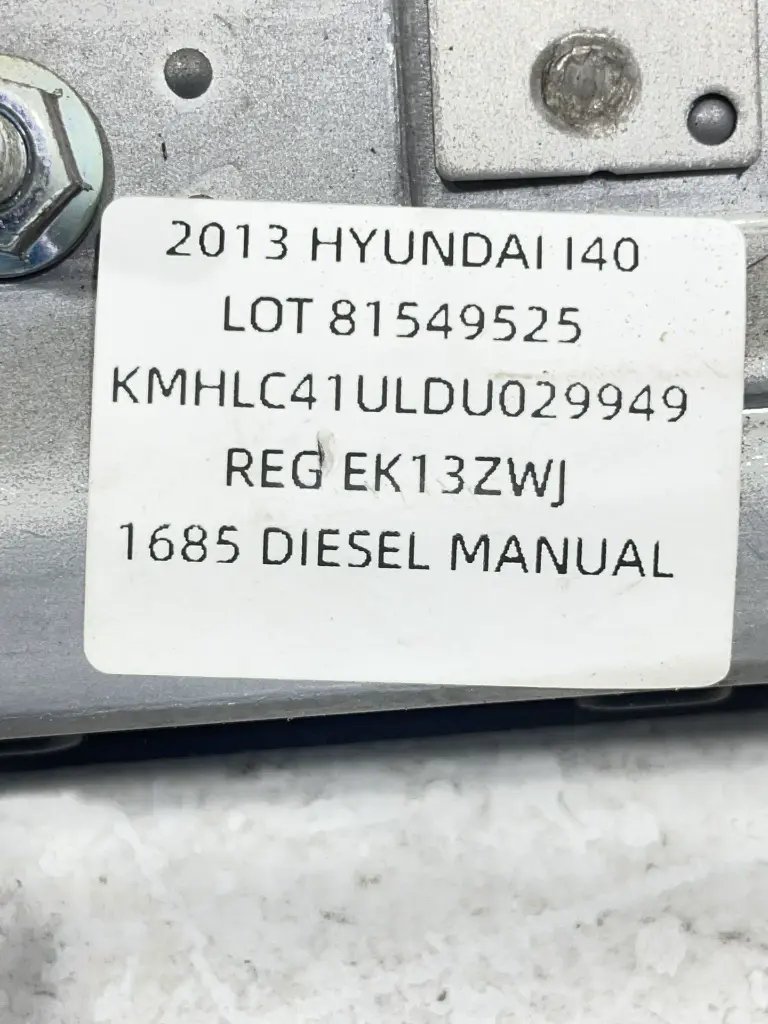 2013 HYUNDAI I40
LOT 81549525
KMHLC41ULDU029949
REG EK13ZWJ
1685 DIESEL MANUAL